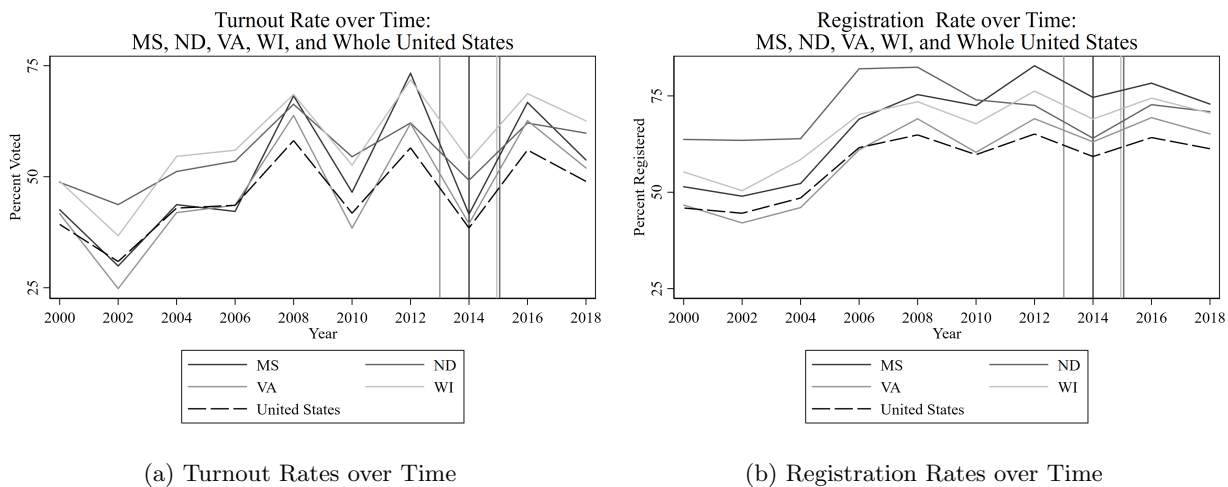 Turnout Rate over Time:
MS, ND, VA, WI, and Whole United States
Percent Voted
75
50
25
2000 2002 2004 2006 2008 2010 2012 2014 2016 2018
Year
MS ND
VA WI
United States
(a) Turnout Rates over Time
Registration Rate over Time:
MS, ND, VA, WI, and Whole United States
Percent Registered
75
50
25
2000 2002 2004 2006 2008 2010 2012 2014 2016 2018
Year
MS ND
VA WI
United States
(b) Registration Rates over Time